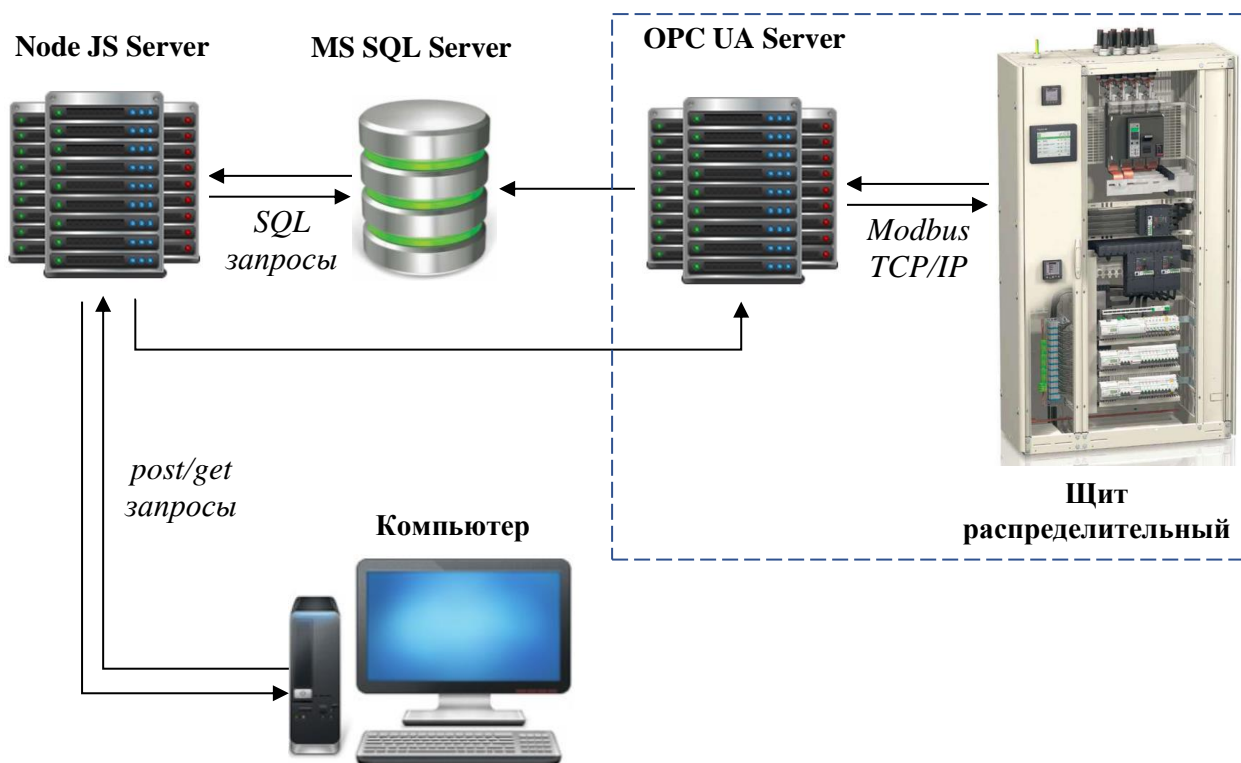 Node JS Server
MS SQL Server
OPC UA Server
SQL
запросы
Modbus
TCP/IP
post/get
запросы
Компьютер
Щит
распределительный